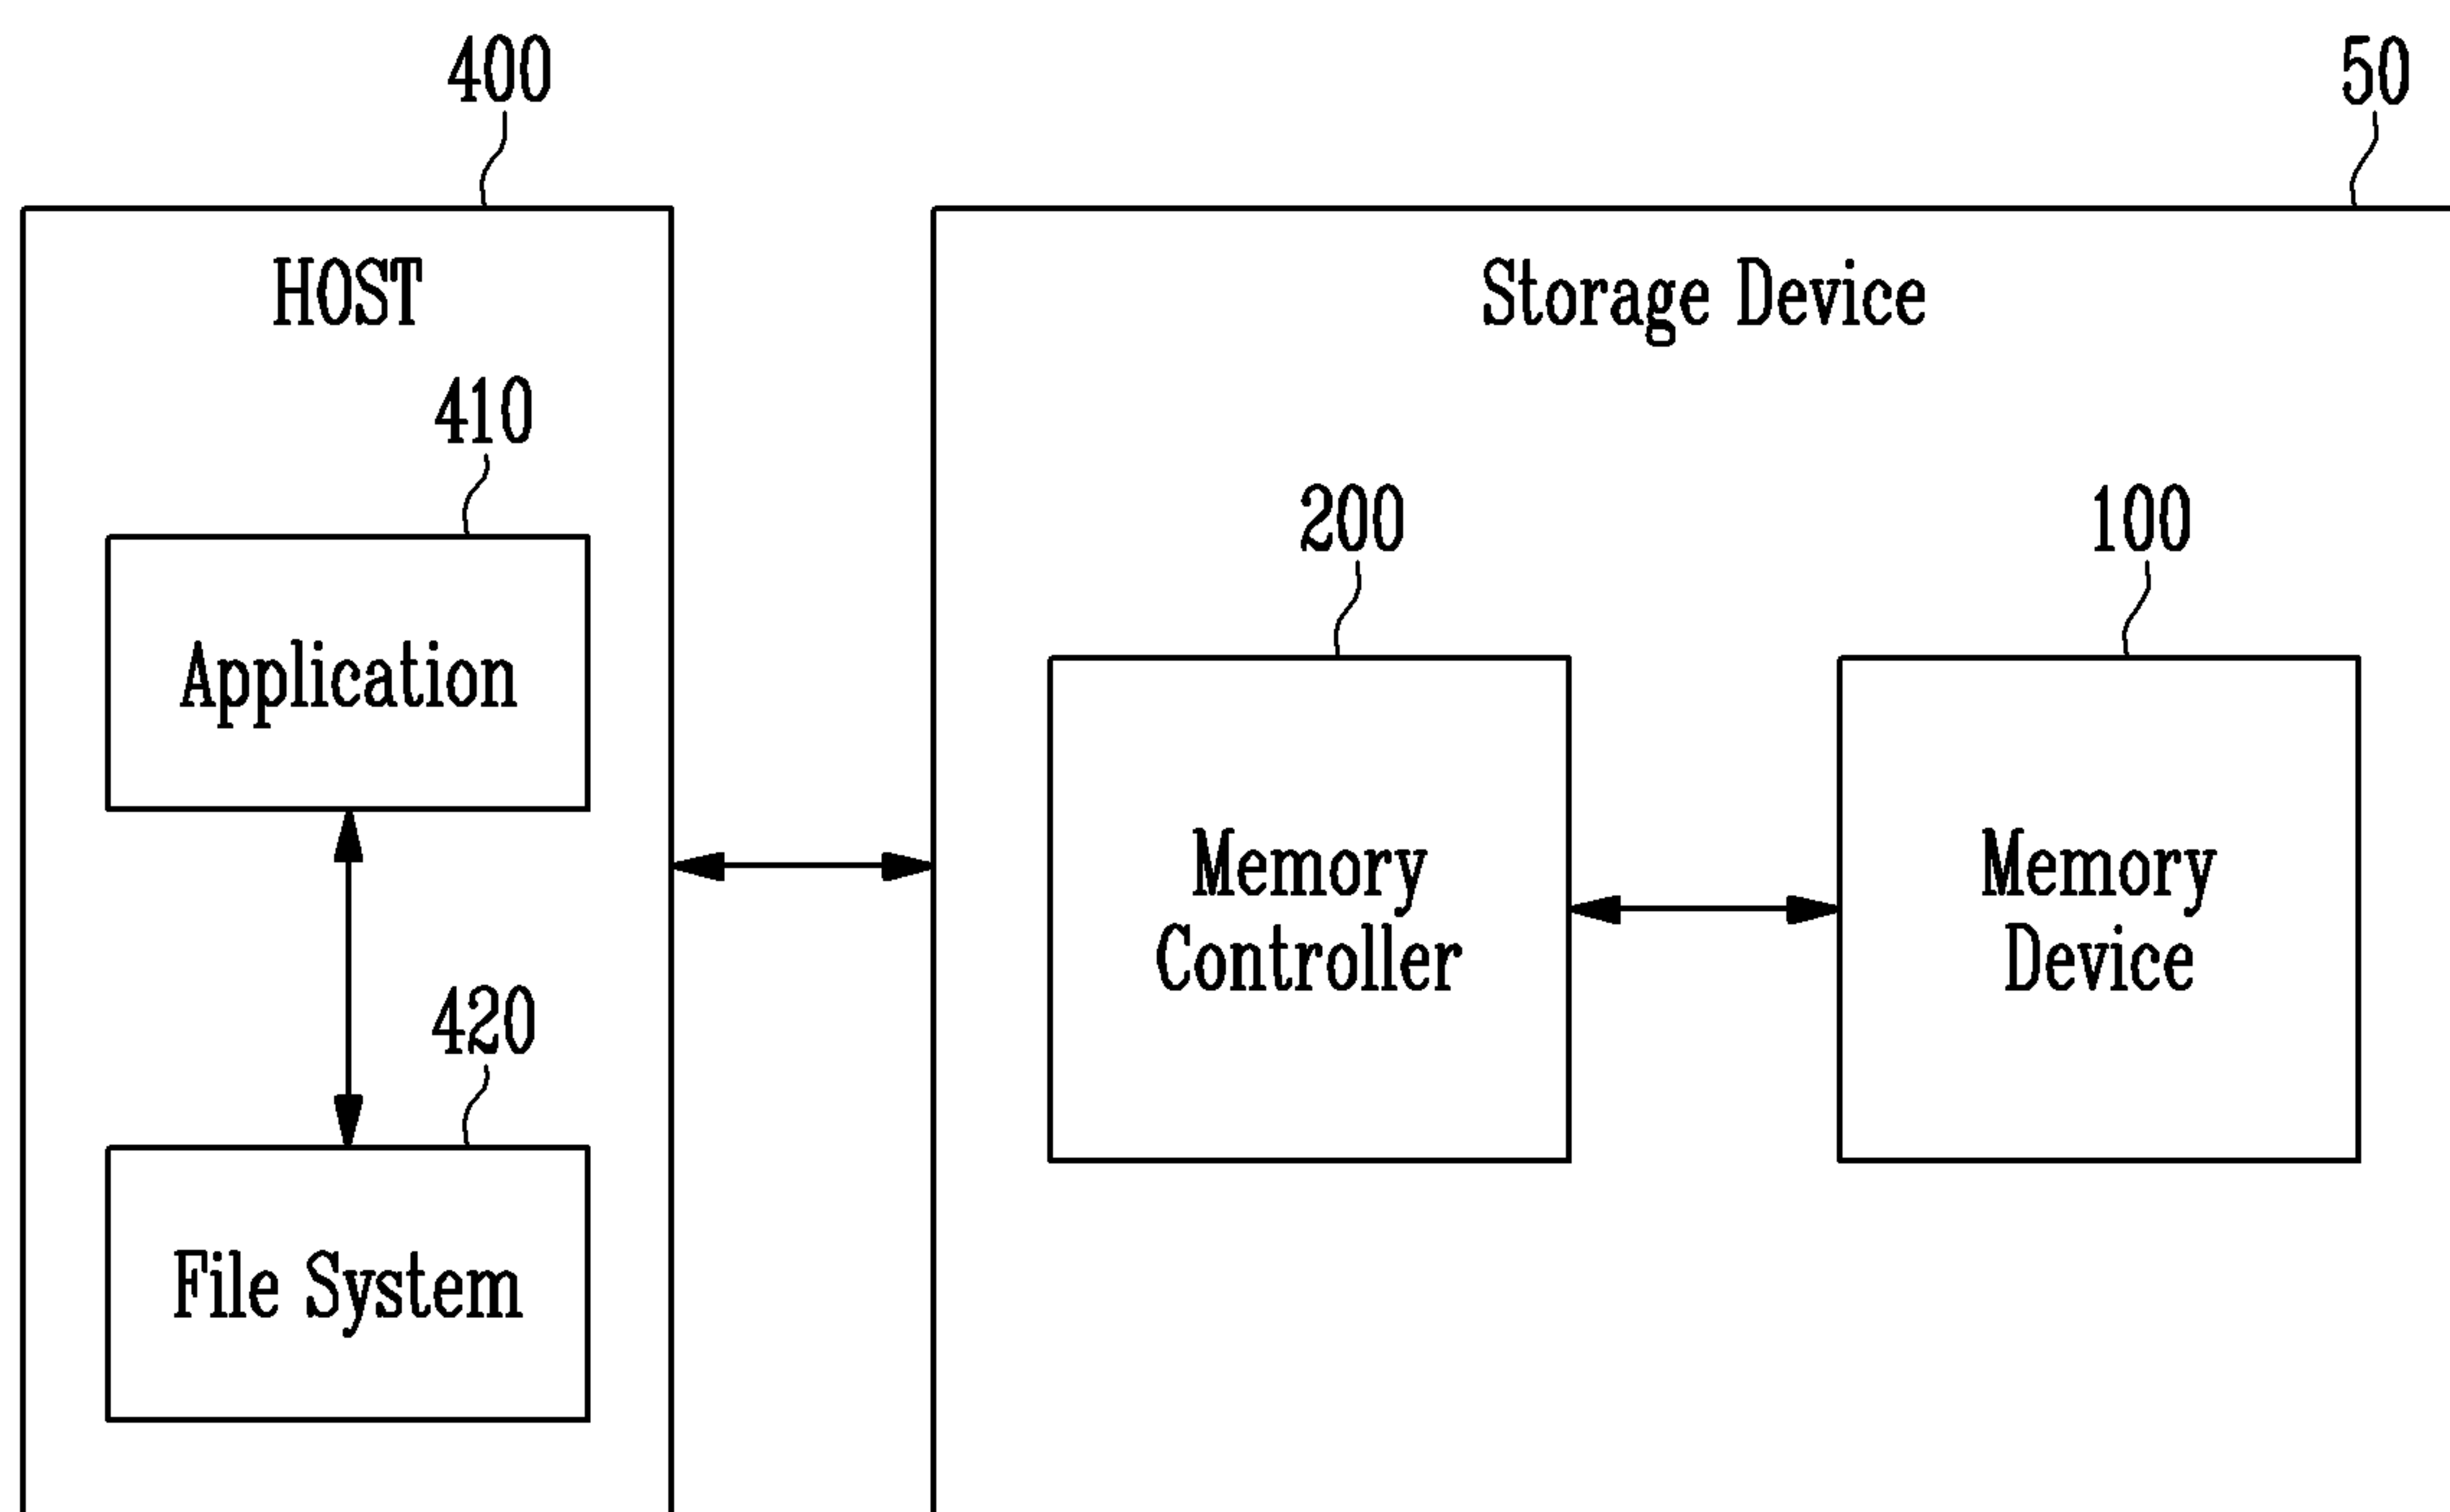 400
50
HOST
Storage Device
410
200
100
Application
Memory
Controller
Memory
Device
420
File System